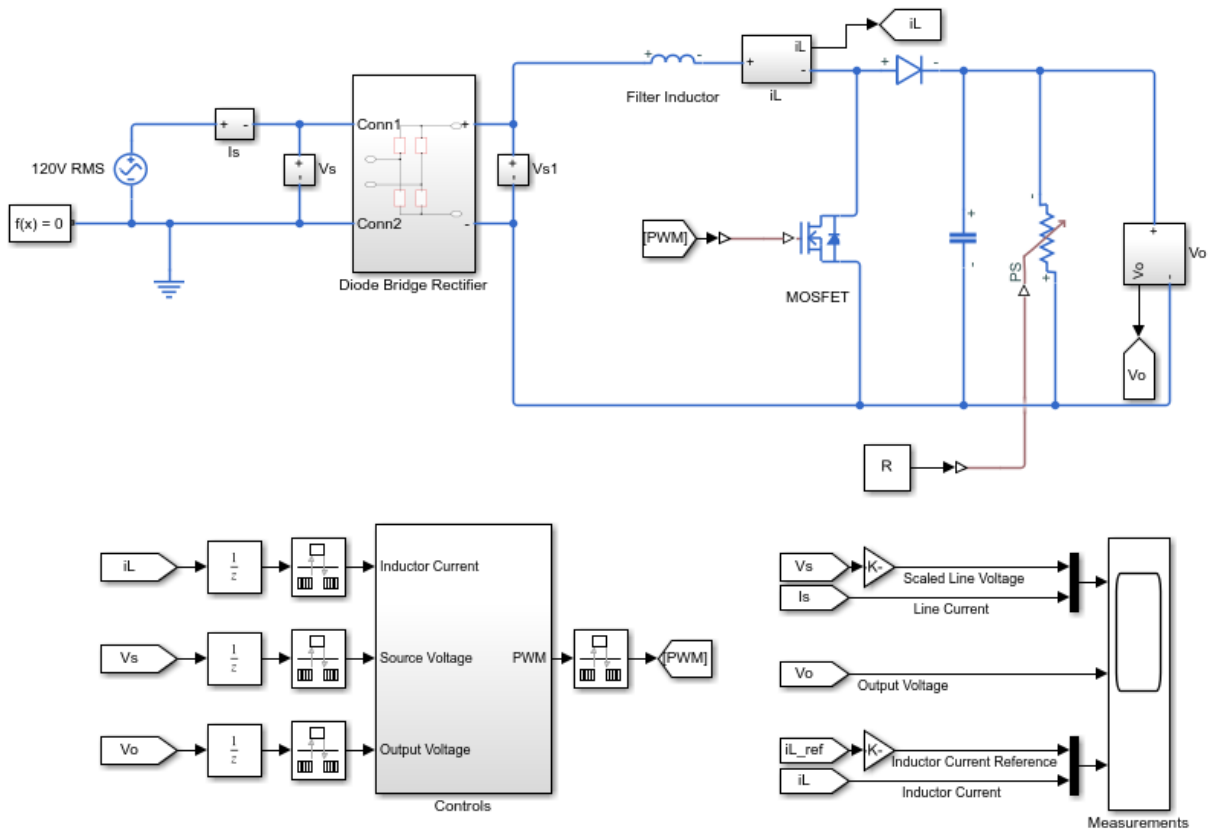 iL
iL
+
-
+
-
iL
+
-
+
-
Filter Inductor
120V RMS
+
-
Is
+
-
Vs
Conn1
+
Conn2
-
+
-
Vs1
f(x) = 0
Diode Bridge Rectifier
[PWM]
MOSFET
+
-
-
+
PS
+
-
Vo
Vo
Vo
R
iL
1
z
Inductor Current
Vs
1
z
Source Voltage
PWM
[PWM]
Vo
1
z
Output Voltage
Controls
Vs
-K-
Scaled Line Voltage
Is
Line Current
Vo
Output Voltage
iL_ref
-K-
Inductor Current Reference
iL
Inductor Current
Measurements